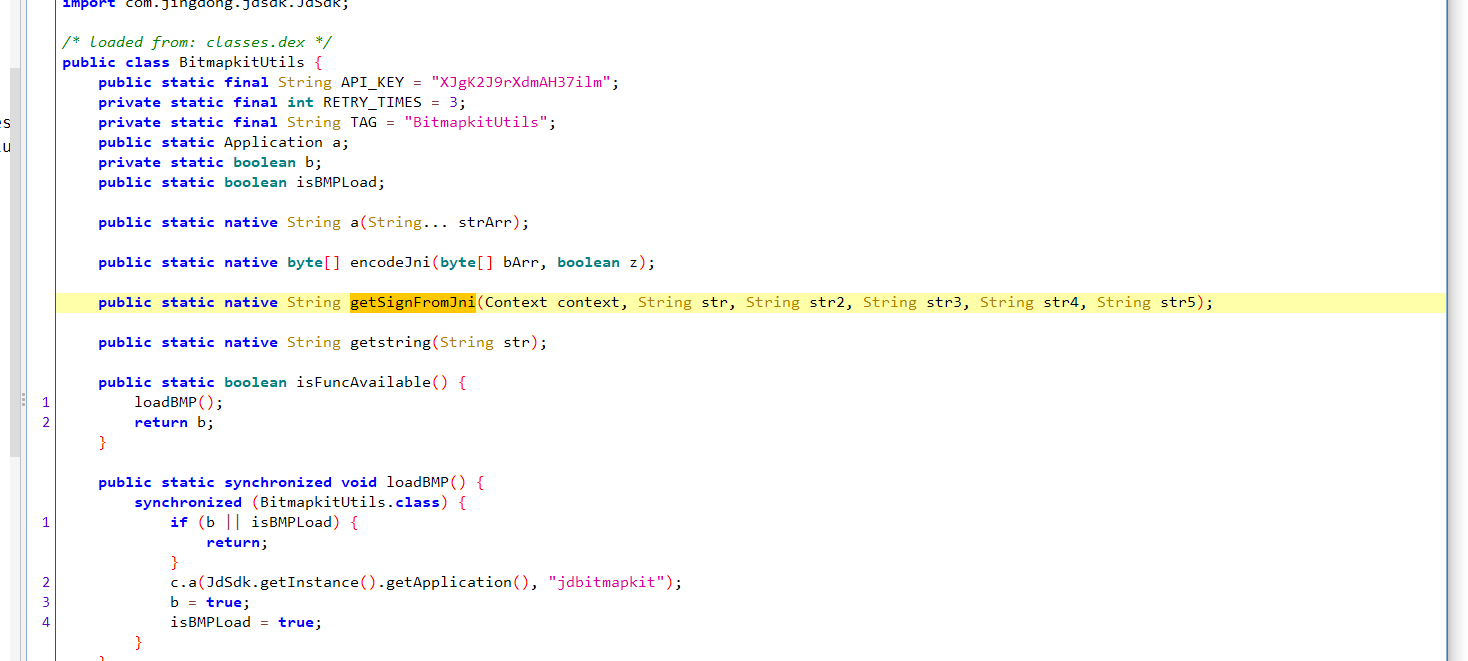 import com.jingdong.jdsdk.JdSdk;
/* loaded from: classes.dex */
public class BitmapkitUtils {
public static final String API_KEY = "XJgK2J9rXdmAH37ilm";
private static final int RETRY_TIMES = 3;
private static final String TAG = "BitmapkitUtils";
public static Application a;
private static boolean b;
public static boolean isBMPLoad;
public static native String a(String... strArr);
public static native byte[] encodeJni(byte[] bArr, boolean z);
public static native String getSignFromJni(Context context, String str, String str2, String str3, String str4, String str5);
public static native String getstring(String str);
public static boolean isFuncAvailable() {
1 loadBMP();
2 return b;
}
public static synchronized void loadBMP() {
synchronized (BitmapkitUtils.class) {
1 if (b || isBMPLoad) {
return;
}
2 c.a(JdSdk.getInstance().getApplication(), "jdbitmapkit");
3 b = true;
4 isBMPLoad = true;
}
}